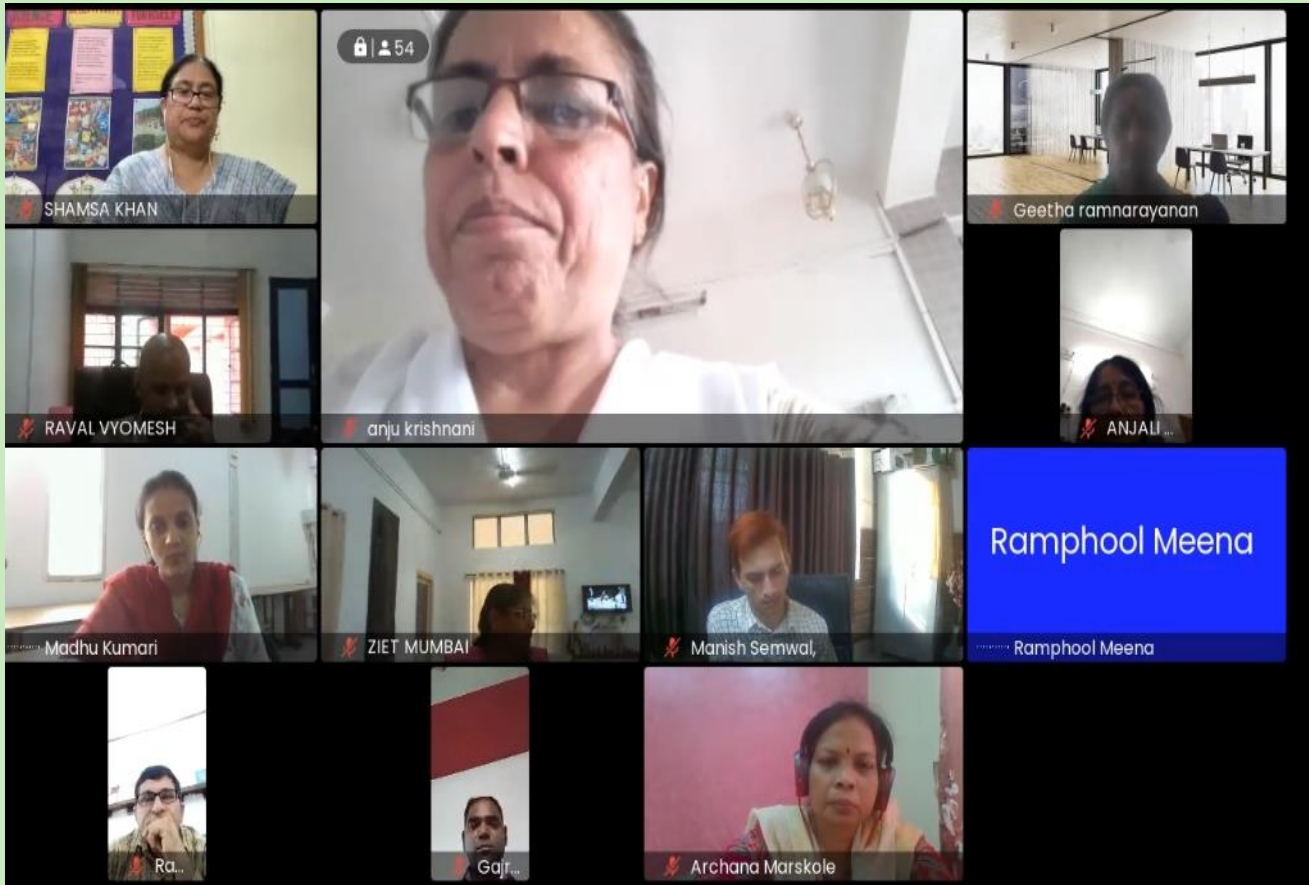 54
SHAMSA KHAN
anju krishnani
Geetha ramnarayanan
RAVAL VYOMESH
ANJALI ...
Madhu Kumari
ZIET MUMBAI
Manish Semwal,
Ramphool Meena
Ramphool Meena
Ra...
Gajr...
Archana Marskole